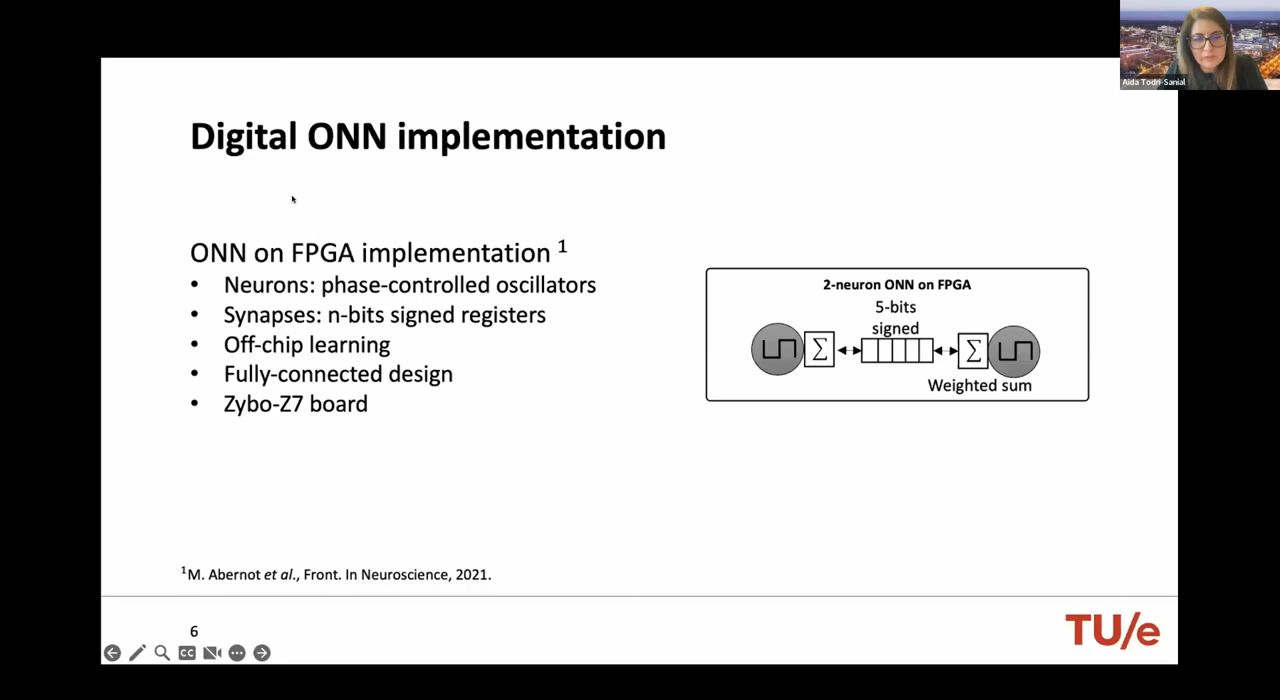 Aida Todri-Sanial
Digital ONN implementation
ONN on FPGA implementation 1
• Neurons: phase-controlled oscillators
• Synapses: n-bits signed registers
• Off-chip learning
• Fully-connected design
• Zybo-Z7 board
2-neuron ONN on FPGA
5-bits
signed
Σ Σ
Weighted sum
1M. Abernot et al., Front. In Neuroscience, 2021.
6
TU/e
CC